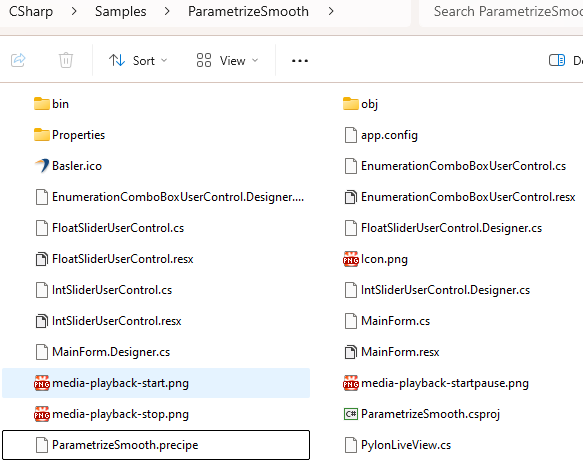 CSharp > Samples > ParametrizeSmooth > Search ParametrizeSmoo
Sort View ... De
bin obj
Properties app.config
Basler.ico EnumerationComboBoxUserControl.cs
EnumerationComboBoxUserControl.Designer.... EnumerationComboBoxUserControl.resx
FloatSliderUserControl.cs FloatSliderUserControl.Designer.cs
FloatSliderUserControl.resx Icon.png
IntSliderUserControl.cs IntSliderUserControl.Designer.cs
IntSliderUserControl.resx MainForm.cs
MainForm.Designer.cs MainForm.resx
media-playback-start.png media-playback-startpause.png
media-playback-stop.png ParametrizeSmooth.csproj
ParametrizeSmooth.precipe PylonLiveView.cs